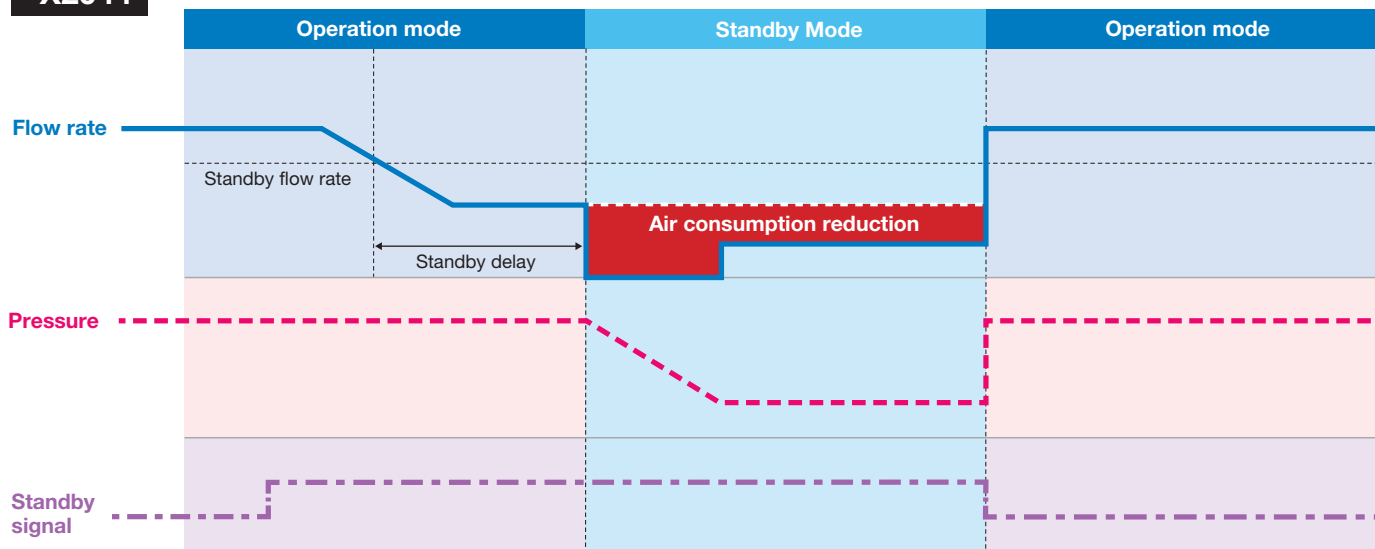 Operation mode Standby Mode Operation mode
Flow rate
Standby flow rate
Air consumption reduction
Standby delay
Pressure
Standby
signal